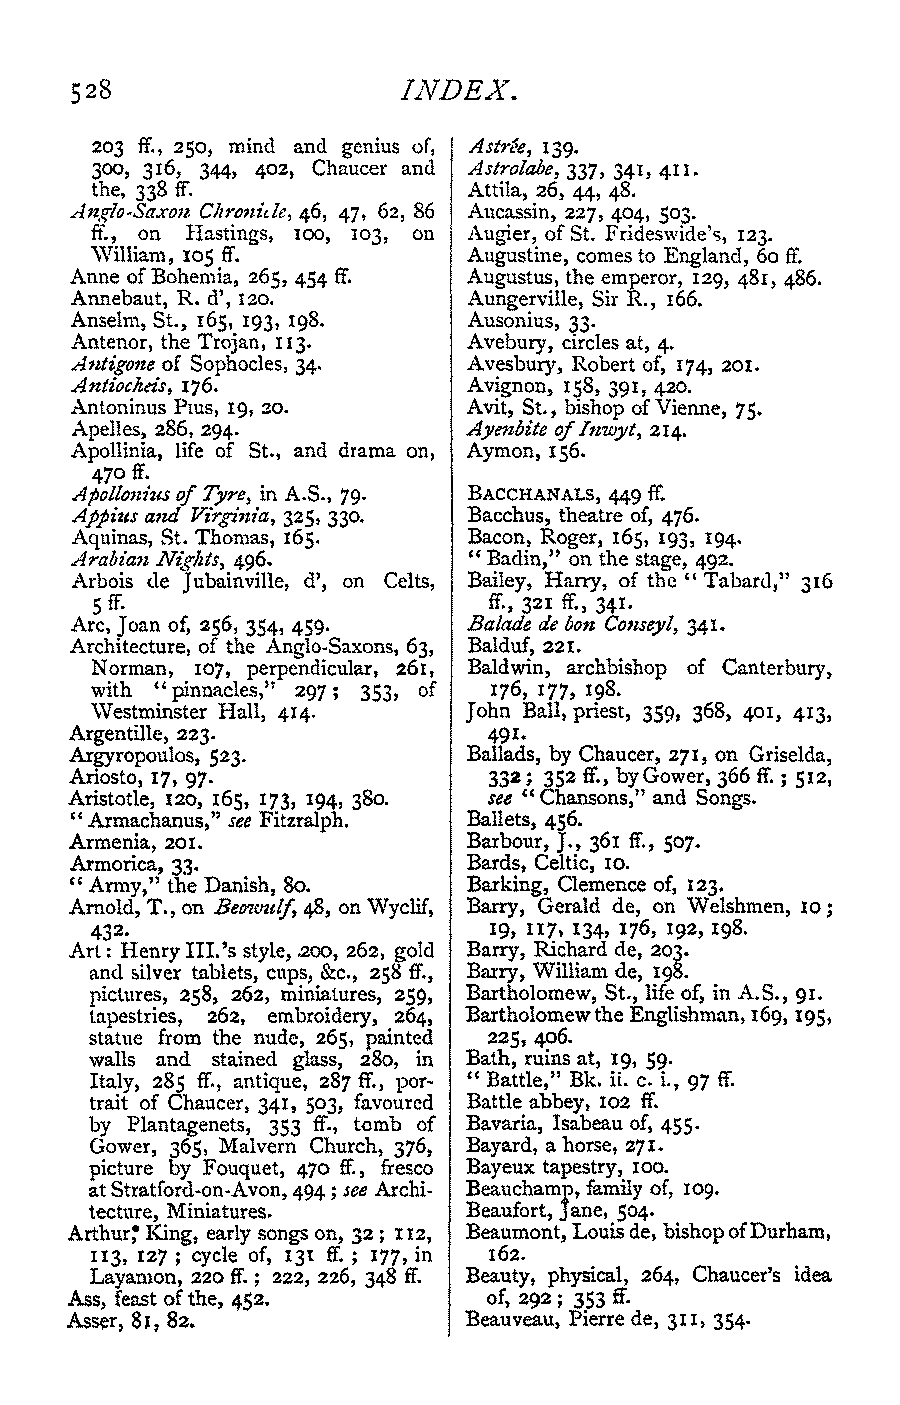 528 INDEX.
203 ff., 250, mind and genius of,
300, 316, 344, 402, Chaucer and
the, 338 ff.
Anglo-Saxon Chronicle, 46, 47, 62, 86
ff., on Hastings, 100, 103, on
William, 105 ff.
Anne of Bohemia, 265, 454 ff.
Annebaut, R. d', 120.
Anselm, St., 165, 193, 198.
Antenor, the Trojan, 113.
Antigone of Sophocles, 34.
Antiocheis, 176.
Antoninus Pius, 19, 20.
Apelles, 286, 294.
Apollinia, life of St., and drama on,
470 ff.
Apollonius of Tyre, in A.S., 79.
Appius and Virginia, 325, 330.
Aquinas, St. Thomas, 165.
Arabian Nights, 496.
Arbois de Jubainville, d', on Celts,
5 ff.
Arc, Joan of, 256, 354, 459.
Architecture, of the Anglo-Saxons, 63,
Norman, 107, perpendicular, 261,
with "pinnacles," 297; 353, of
Westminster Hall, 414.
Argentille, 223.
Argyropoulos, 523.
Ariosto, 17, 97.
Aristotle, 120, 165, 173, 194, 380.
"Armachanus," see Fitzralph.
Armenia, 201.
Armorica, 33.
"Army," the Danish, 80.
Arnold, T., on Beowulf, 48, on Wyclif,
432.
Art: Henry III.'s style, 200, 262, gold
and silver tablets, cups, &c., 258 ff.,
pictures, 258, 262, miniatures, 259,
tapestries, 262, embroidery, 264,
statue from the nude, 265, painted
walls and stained glass, 280, in
Italy, 285 ff., antique, 287 ff., por-
trait of Chaucer, 341, 503, favoured
by Plantagenets, 353 ff., tomb of
Gower, 365, Malvern Church, 376,
picture by Fouquet, 470 ff., fresco
at Stratford-on-Avon, 494; see Archi-
tecture, Miniatures.
Arthur, King, early songs on, 32; 112,
113, 127; cycle of, 131 ff.; 177, in
Layamon, 220 ff.; 222, 226, 348 ff.
Ass, feast of the, 452.
Asser, 81, 82.
Astrée, 139.
Astrolabe, 337, 341, 411.
Attila, 26, 44, 48.
Aucassin, 227, 404, 503.
Augier, of St. Frideswide's, 123.
Augustine, comes to England, 60 ff.
Augustus, the emperor, 129, 481, 486.
Aungerville, Sir R., 166.
Ausonius, 33.
Avebury, circles at, 4.
Avesbury, Robert of, 174, 201.
Avignon, 158, 391, 420.
Avit, St., bishop of Vienne, 75.
Ayenbite of Inwyt, 214.
Aymon, 156.
BACCHANALS, 449 ff.
Bacchus, theatre of, 476.
Bacon, Roger, 165, 193, 194.
"Badin," on the stage, 492.
Bailey, Harry, of the "Tabard," 316
ff., 321 ff., 341.
Balade de bon Conseyl, 341.
Balduf, 221.
Baldwin, archbishop of Canterbury,
176, 177, 198.
John Ball, priest, 359, 368, 401, 413,
491.
Ballads, by Chaucer, 271, on Griselda,
332; 352 ff., by Gower, 366 ff.; 512,
see "Chansons," and Songs.
Ballets, 456.
Barbour, J., 361 ff., 507.
Bards, Celtic, 10.
Barking, Clemence of, 123.
Barry, Gerald de, on Welshmen, 10;
19, 117, 134, 176, 192, 198.
Barry, Richard de, 203.
Barry, William de, 198.
Bartholomew, St., life of, in A.S., 91.
Bartholomew the Englishman, 169, 195,
225, 406.
Bath, ruins at, 19, 59.
"Battle," Bk. ii. c. i., 97 ff.
Battle abbey, 102 ff.
Bavaria, Isabeau of, 455.
Bayard, a horse, 271.
Bayeux tapestry, 100.
Beauchamp, family of, 109.
Beaufort, Jane, 504.
Beaumont, Louis de, bishop of Durham,
162.
Beauty, physical, 264, Chaucer's idea
of, 292; 353 ff.
Beauveau, Pierre de, 311, 354.